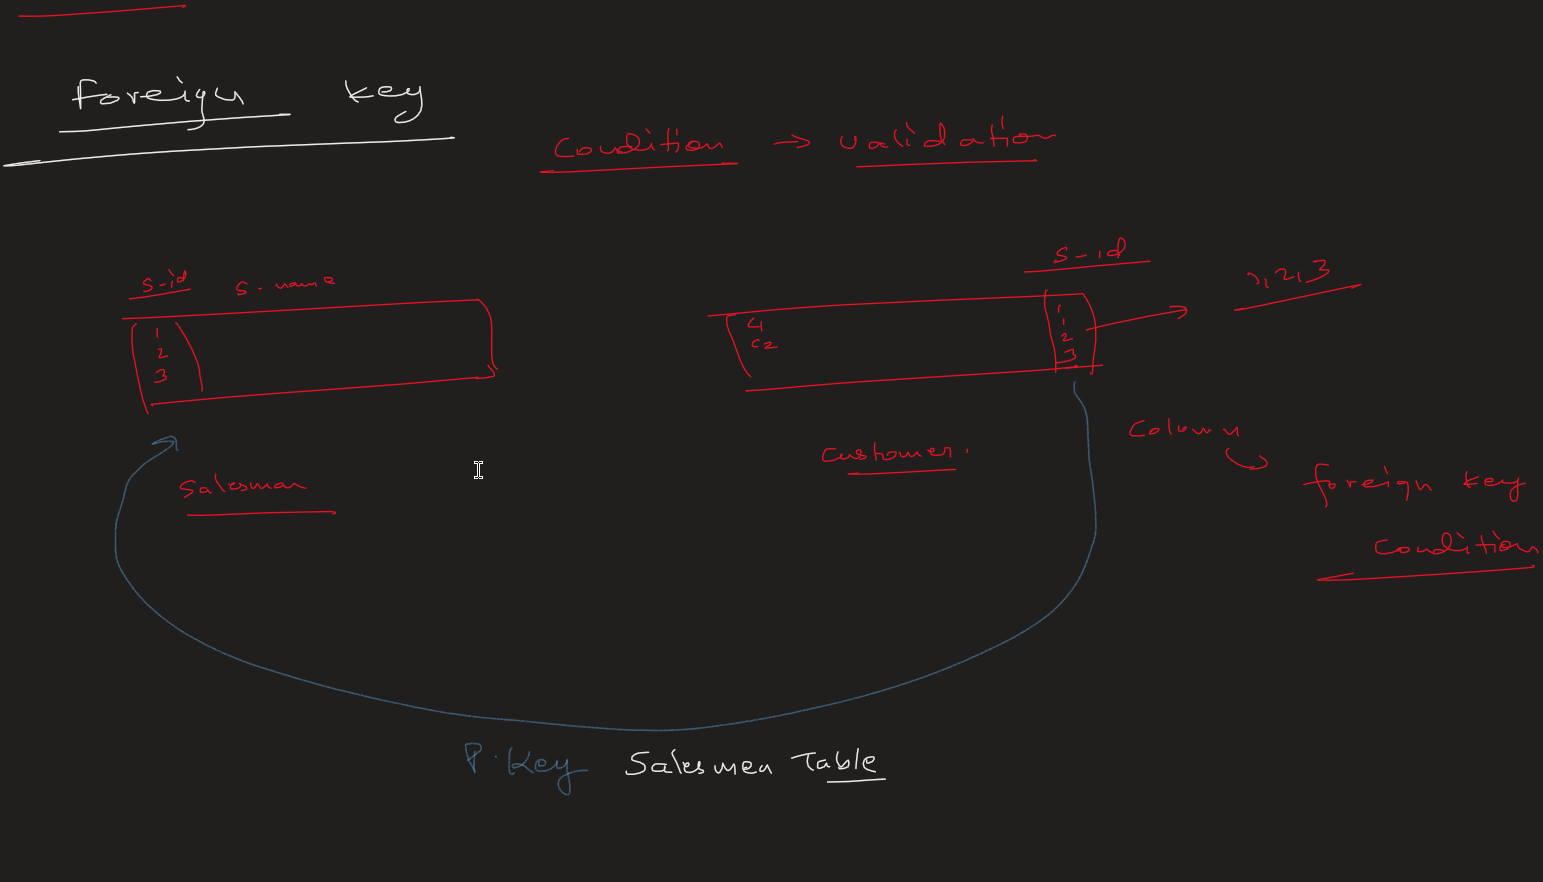 foreign key
Condition → validation
s-id
s-id s-name
1,2,3
1
2
3
C1
C2
1
1
2
3
Column
customer.
foreign key
Salesman
Condition
P.Key Salesmen Table